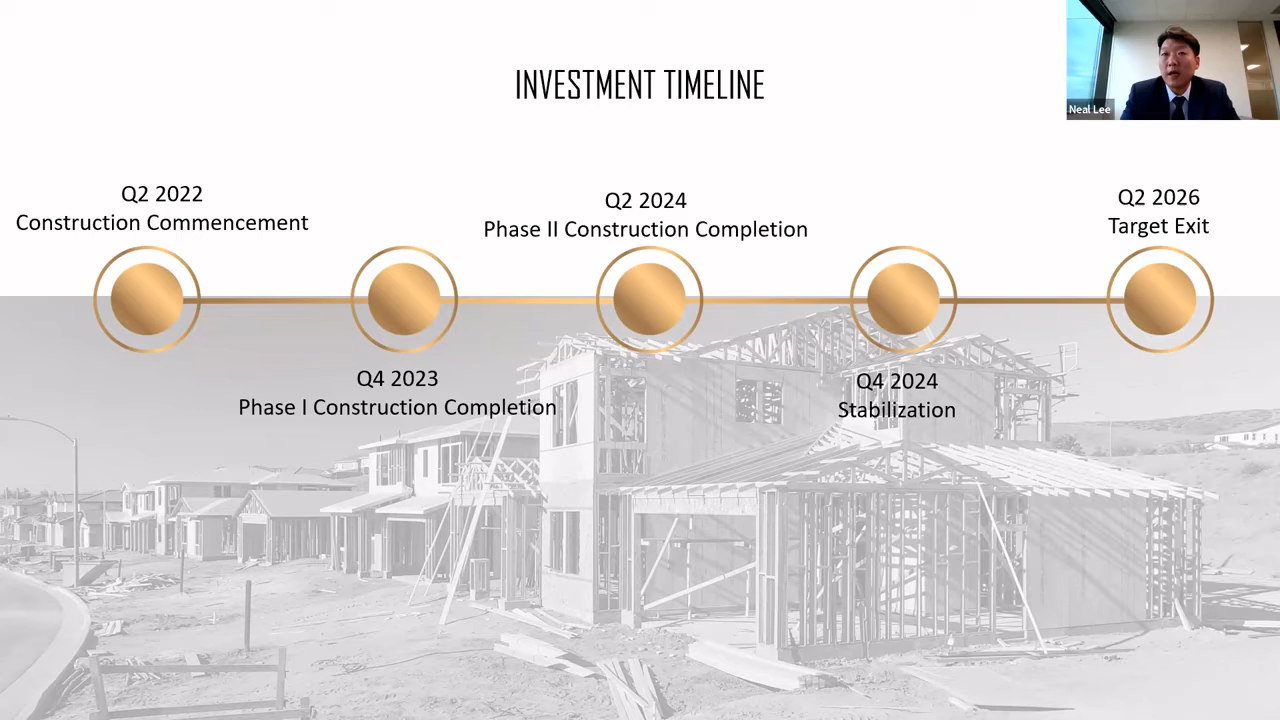 INVESTMENT TIMELINE
Neal Lee
Q2 2022
Construction Commencement
Q2 2024
Phase II Construction Completion
Q2 2026
Target Exit
Q4 2023
Phase I Construction Completion
Q4 2024
Stabilization